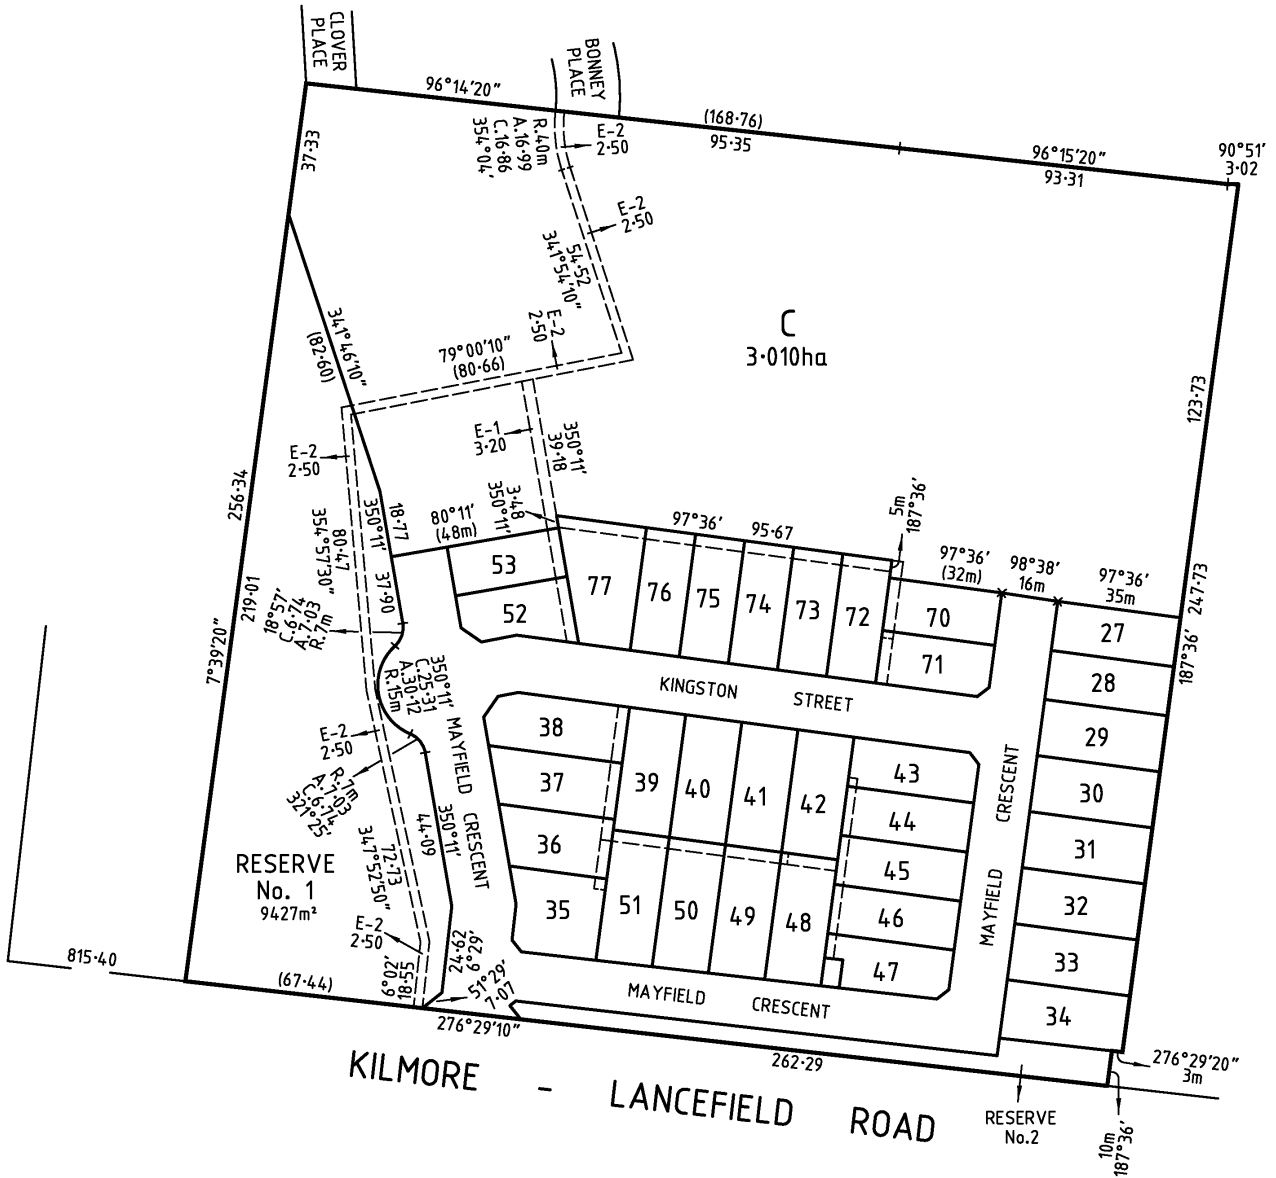 CLOVER
PLACE
BONNEY
PLACE
96°14'20"
(168·76)
95·35
96°15'20"
93·31
90°51'
3·02
37·33
R.40m
A.16·99
C.16·86
354°04'
E-2
2·50
E-2
2·50
54·52
341°54'10"
E-2
2·50
C
3·010ha
341°46'10"
(82·60)
79°00'10"
(80·66)
123·73
E-1
3·20
350°11'
39·18
E-2
2·50
256·34
219·01
7°39'20"
80·47
354°57'30"
350°11'
18·77
37·90
80°11'
(48m)
3·48
350°11'
97°36'
95·67
5m
187°36'
97°36'
(32m)
98°38'
16m
97°36'
35m
247·73
187°36'
53
52
77
76
75
74
73
72
70
71
27
28
29
30
31
32
33
34
18°57'
C.6·74
A.7·03
R.7m
350°11'
C.25·31
A.30·12
R.15m
KINGSTON STREET
MAYFIELD CRESCENT
MAYFIELD CRESCENT
38
37
36
35
39
40
41
42
43
44
45
46
47
51
50
49
48
E-2
2·50
R.7m
A.7·03
C.6·74
321°25'
44·09
350°11'
72·73
347°52'50"
RESERVE
No. 1
9427m²
E-2
2·50
6°02'
18·55
24·62
6°29'
51°29'
7·07
815·40
(67·44)
276°29'10"
MAYFIELD CRESCENT
262·29
KILMORE - LANCEFIELD ROAD
RESERVE
No.2
276°29'20"
3m
10m
187°36'